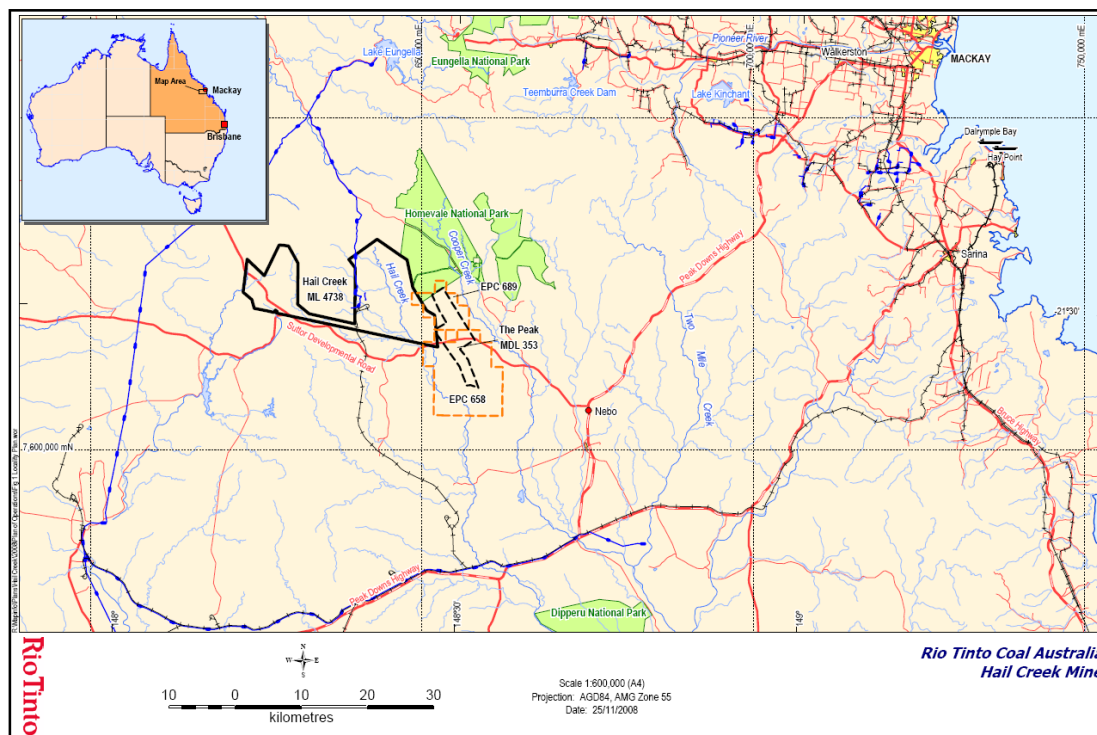 Map Area
Mackay
Brisbane
Lake Eungella
Eungella National Park
650,000 mE
Pioneer River
Walkerston
MACKAY
700,000 mE
750,000 mE
Teemburra Creek Dam
Lake Kinchant
Dalrymple Bay
Hay Point
Homevale National Park
Cooper Creek
Peak Downs Highway
Sarina
Hail Creek
ML 4738
Hail Creek
EPC 689
-21°30'
Suttor Developmental Road
The Peak
MDL 353
Two Mile Creek
EPC 658
Nebo
Bruce Highway
7,600,000 mN
Peak Downs Highway
148°
148°30'
149°
Dipperu National Park
RioTinto
N
W E
S
Rio Tinto Coal Australia
Hail Creek Mine
10 0 10 20 30
kilometres
Scale 1:600,000 (A4)
Projection: AGD84, AMG Zone 55
Date: 25/11/2008